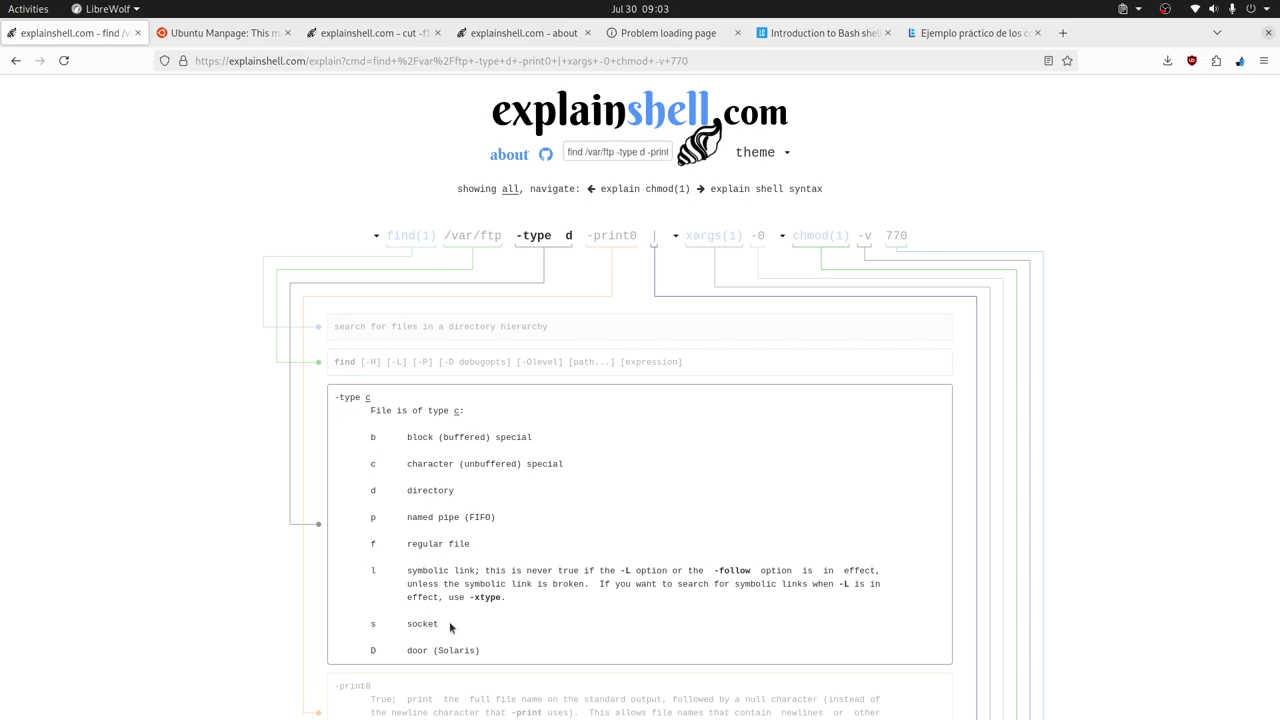 Activities
LibreWolf
Jul 30 09:03
explainshell.com - find /v
Ubuntu Manpage: This m
explainshell.com - cut -f1
explainshell.com - about
Problem loading page
Introduction to Bash shel
Ejemplo práctico de los c
https://explainshell.com/explain?cmd=find+%2Fvar%2Fftp+-type+d+-print0+|+xargs+-0+chmod+-v+770
explainshell.com
about
find /var/ftp -type d -print
theme
showing all, navigate: ← explain chmod(1) → explain shell syntax
find(1) /var/ftp -type d -print0 | xargs(1) -0 chmod(1) -v 770
search for files in a directory hierarchy
find [-H] [-L] [-P] [-D debugopts] [-Olevel] [path...] [expression]
-type c
File is of type c:
b block (buffered) special
c character (unbuffered) special
d directory
p named pipe (FIFO)
f regular file
l symbolic link; this is never true if the -L option or the -follow option is in effect,
unless the symbolic link is broken. If you want to search for symbolic links when -L is in
effect, use -xtype.
s socket
D door (Solaris)
-print0
True; print the full file name on the standard output, followed by a null character (instead of
the newline character that -print uses). This allows file names that contain newlines or other